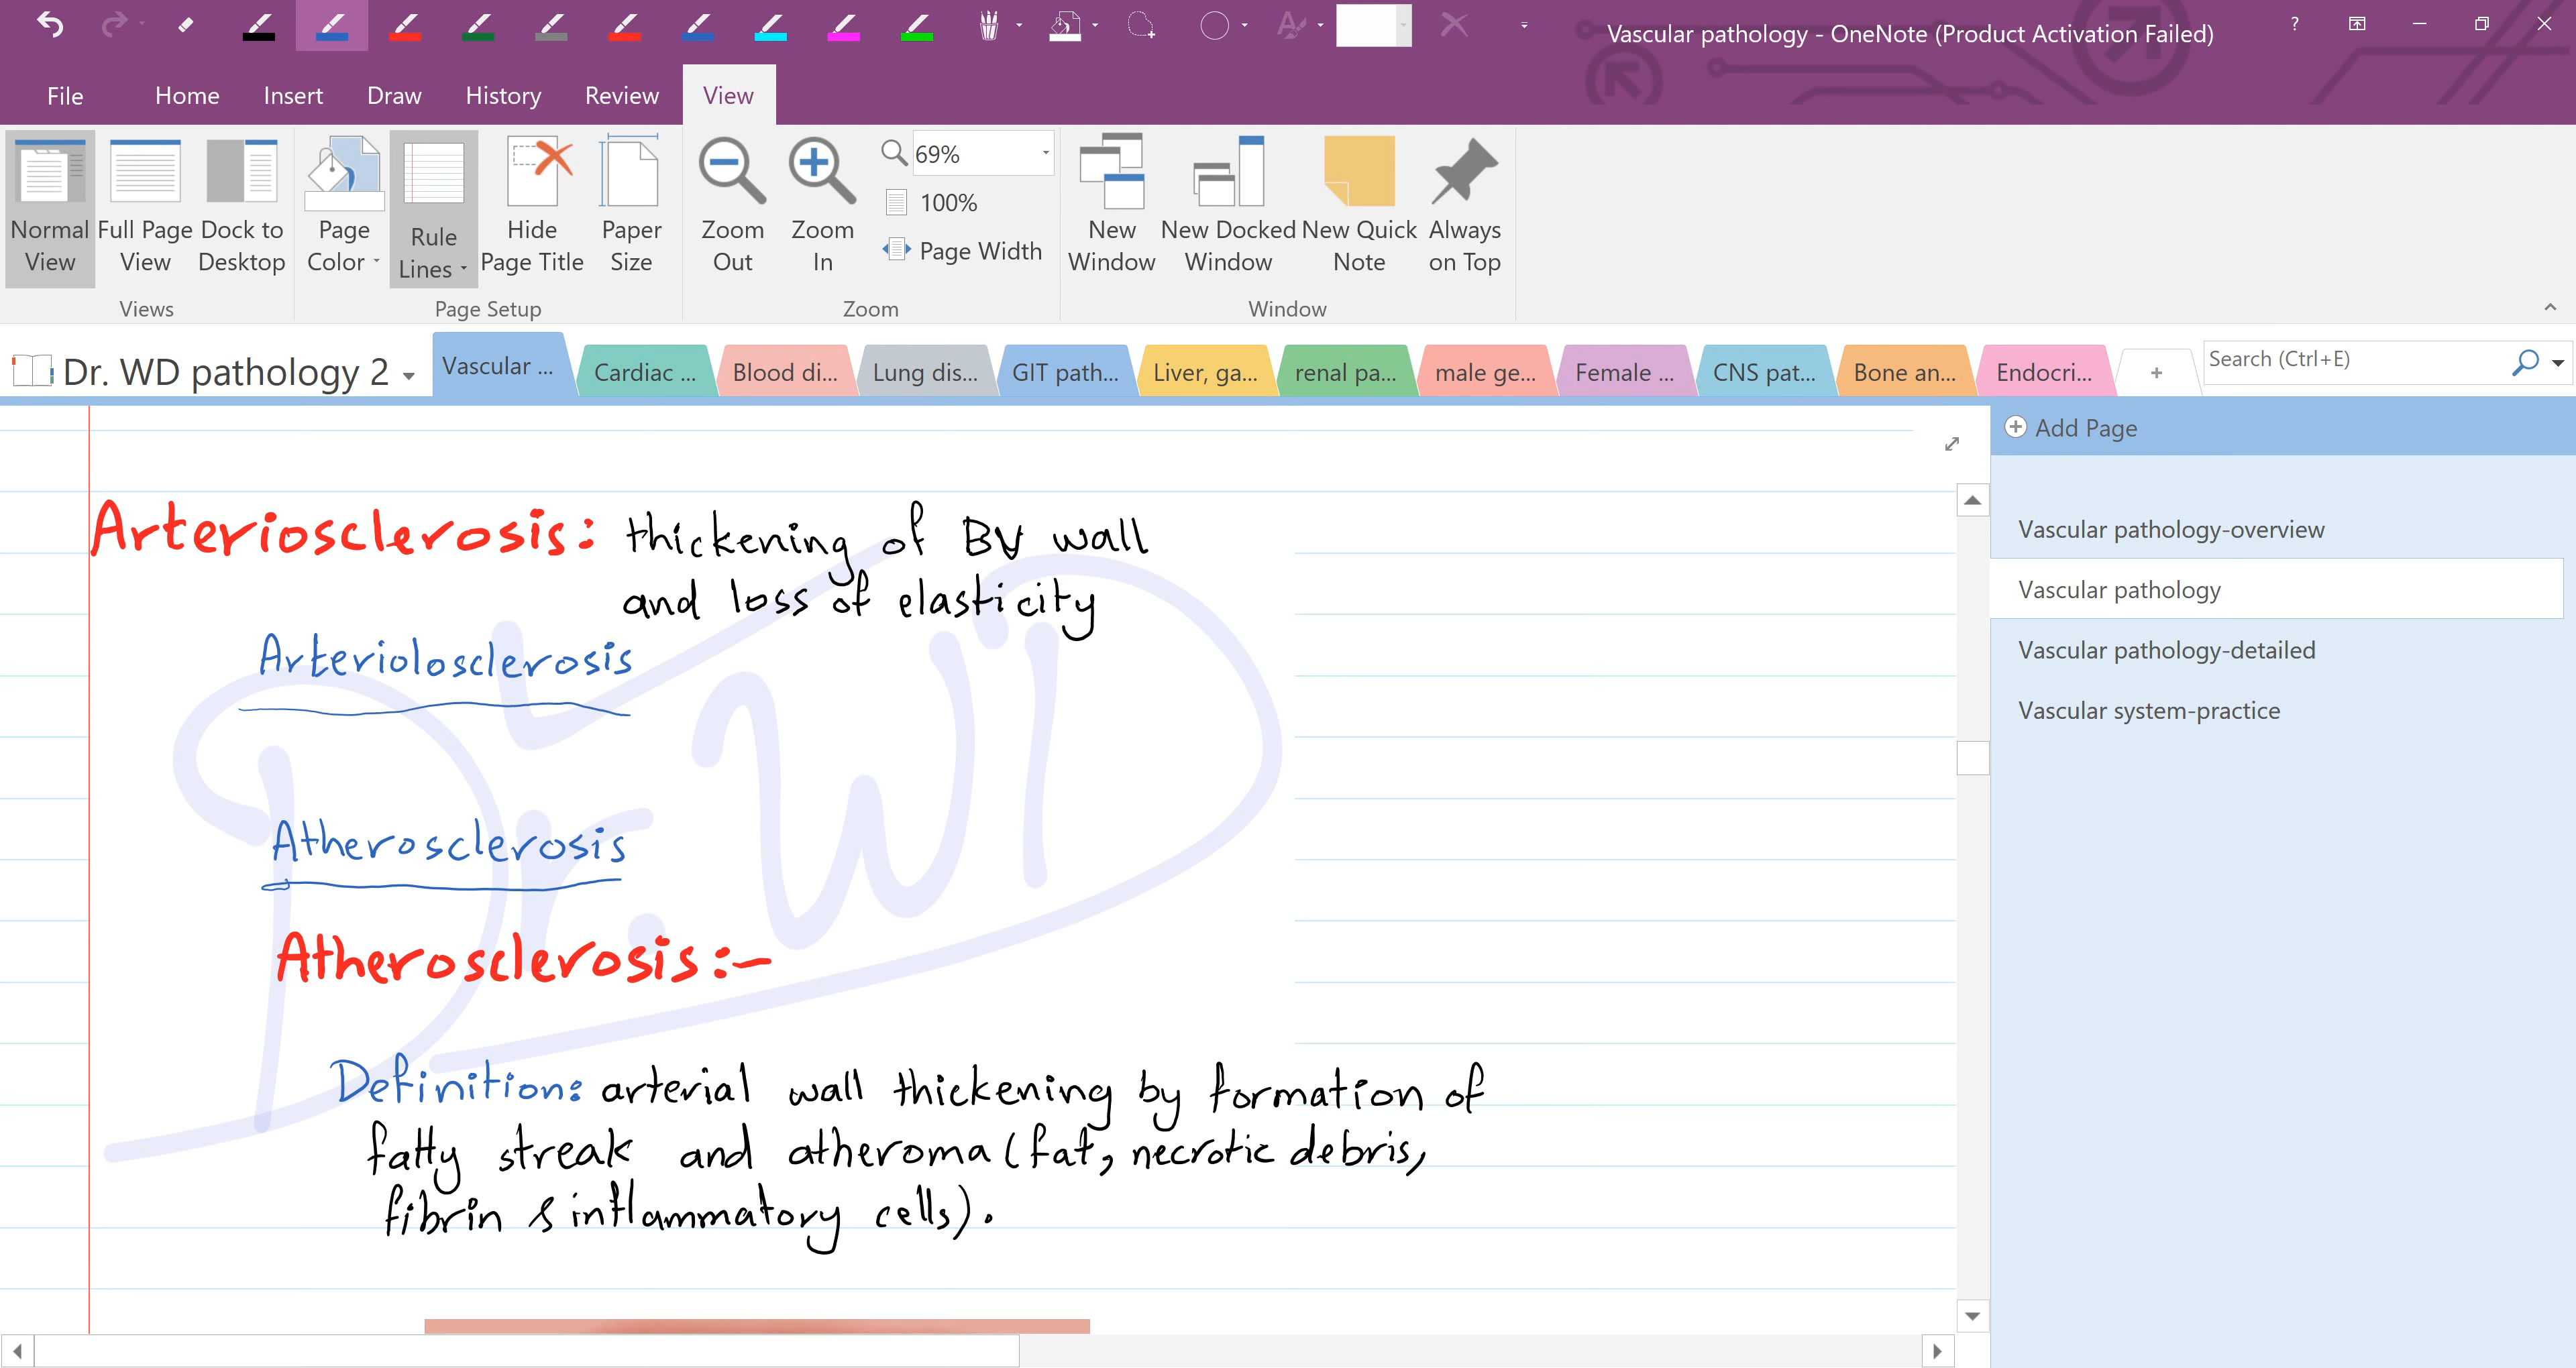 Vascular pathology - OneNote (Product Activation Failed)
?
File Home Insert Draw History Review View
69%
100%
Page Width
Normal View
Full Page View
Dock to Desktop
Page Color
Rule Lines
Hide Page Title
Paper Size
Zoom Out
Zoom In
New Window
New Docked Window
New Quick Note
Always on Top
Views Page Setup Zoom Window
Dr. WD pathology 2
Vascular ... Cardiac ... Blood di... Lung dis... GIT path... Liver, ga... renal pa... male ge... Female ... CNS pat... Bone an... Endocri... +
Search (Ctrl+E)
Add Page
Vascular pathology-overview
Vascular pathology
Vascular pathology-detailed
Vascular system-practice
Arteriosclerosis: thickening of BV wall
and loss of elasticity
Arteriolosclerosis
Atherosclerosis
Atherosclerosis:-
Definition: arterial wall thickening by formation of
fatty streak and atheroma (fat, necrotic debris,
fibrin & inflammatory cells).
Dr. WD